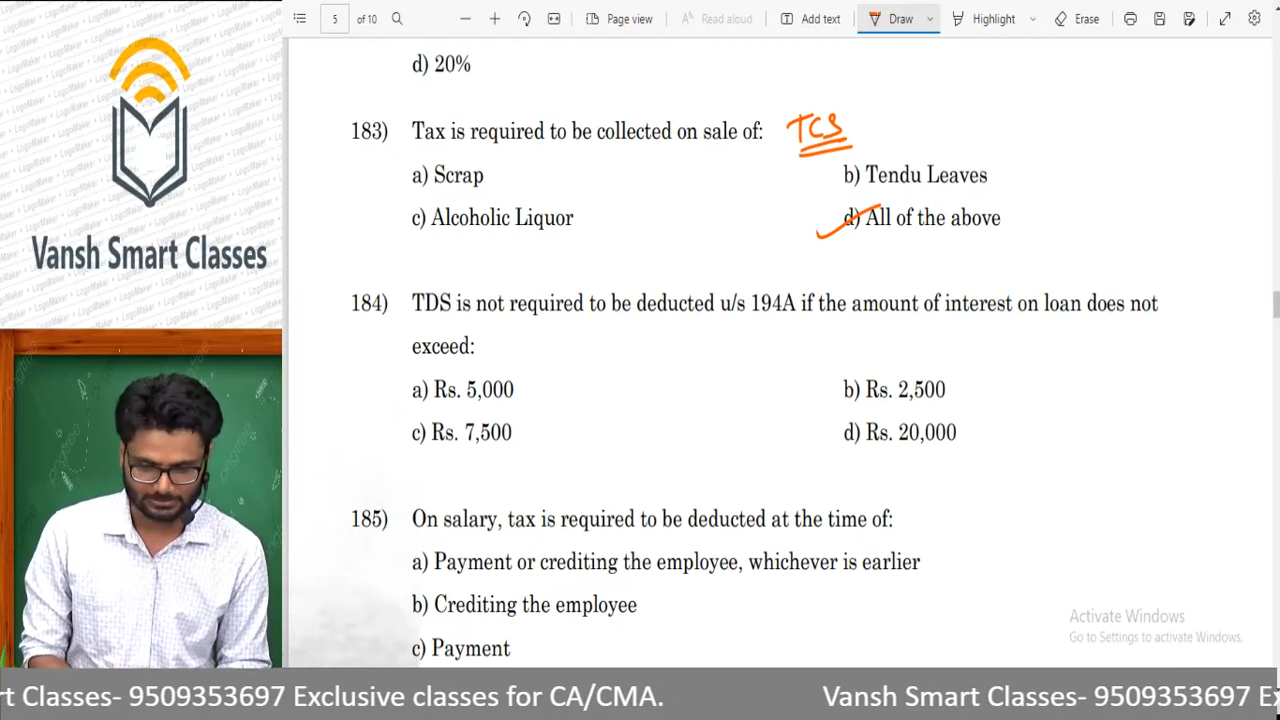 5 of 10
Page view
Read aloud
Add text
Draw
Highlight
Erase
d) 20%
183) Tax is required to be collected on sale of: TCS
a) Scrap b) Tendu Leaves
c) Alcoholic Liquor d) All of the above
184) TDS is not required to be deducted u/s 194A if the amount of interest on loan does not
exceed:
a) Rs. 5,000 b) Rs. 2,500
c) Rs. 7,500 d) Rs. 20,000
185) On salary, tax is required to be deducted at the time of:
a) Payment or crediting the employee, whichever is earlier
b) Crediting the employee
c) Payment
Vansh Smart Classes
Activate Windows
Go to Settings to activate Windows.
rt Classes- 9509353697 Exclusive classes for CA/CMA. Vansh Smart Classes- 9509353697 Ex